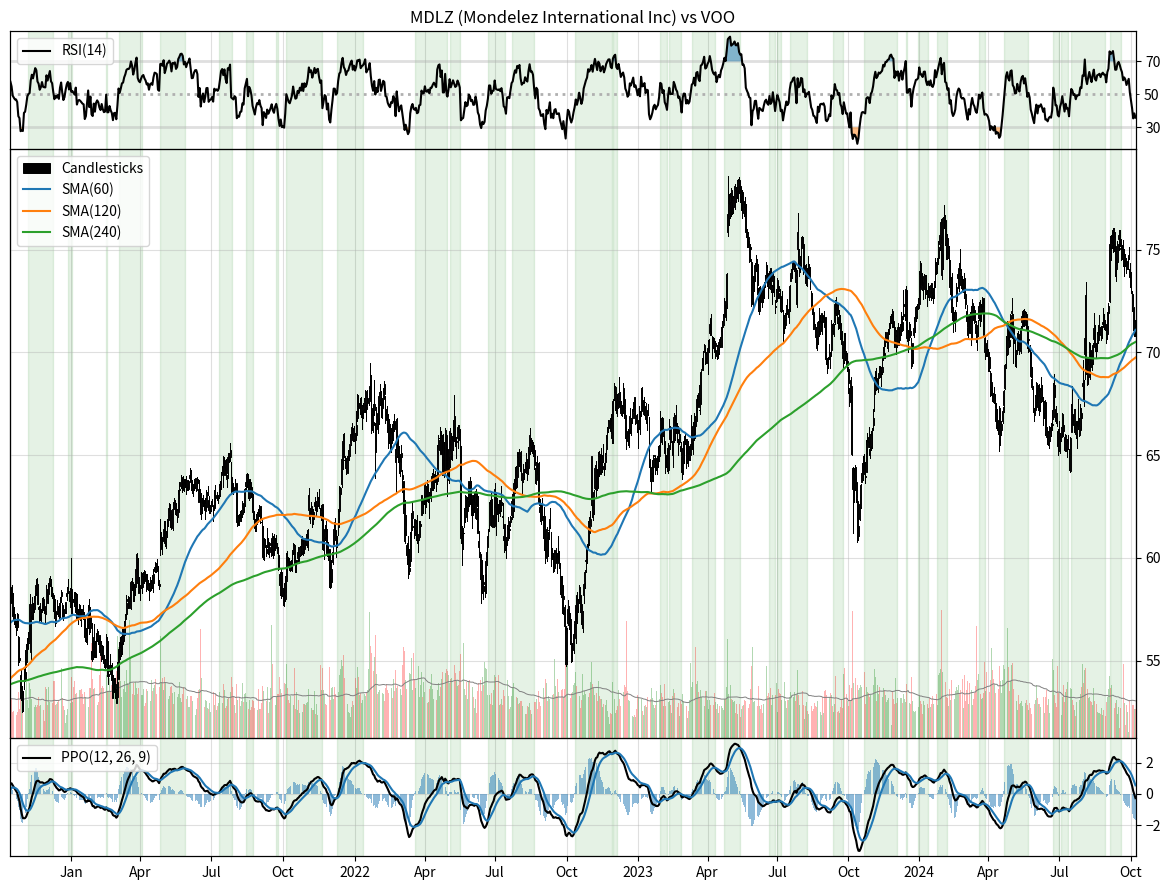 MDLZ (Mondelez International Inc) vs VOO
RSI(14)
70
50
30
Candlesticks
SMA(60)
SMA(120)
SMA(240)
75
70
65
60
55
PPO(12, 26, 9)
2
0
−2
Jan Apr Jul Oct 2022 Apr Jul Oct 2023 Apr Jul Oct 2024 Apr Jul Oct